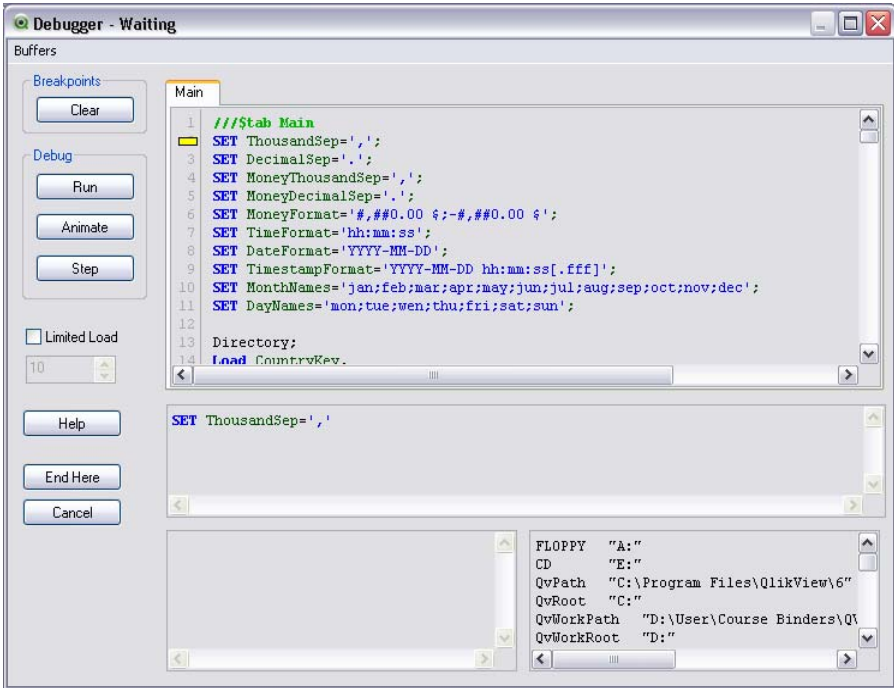 Debugger - Waiting
Buffers
Breakpoints
Clear
Debug
Run
Animate
Step
Limited Load
10
Help
End Here
Cancel
Main
1 ///$tab Main
SET ThousandSep=',';
3 SET DecimalSep='.';
4 SET MoneyThousandSep=',';
5 SET MoneyDecimalSep='.';
6 SET MoneyFormat='#,##0.00 $;-#,##0.00 $';
7 SET TimeFormat='hh:mm:ss';
8 SET DateFormat='YYYY-MM-DD';
9 SET TimestampFormat='YYYY-MM-DD hh:mm:ss[.fff]';
10 SET MonthNames='jan;feb;mar;apr;may;jun;jul;aug;sep;oct;nov;dec';
11 SET DayNames='mon;tue;wen;thu;fri;sat;sun';
12
13 Directory;
14 Load CountryKey,
SET ThousandSep=','
FLOPPY "A:"
CD "E:"
QvPath "C:\Program Files\QlikView\6"
QvRoot "C:"
QvWorkPath "D:\User\Course Binders\QV
QvWorkRoot "D:"